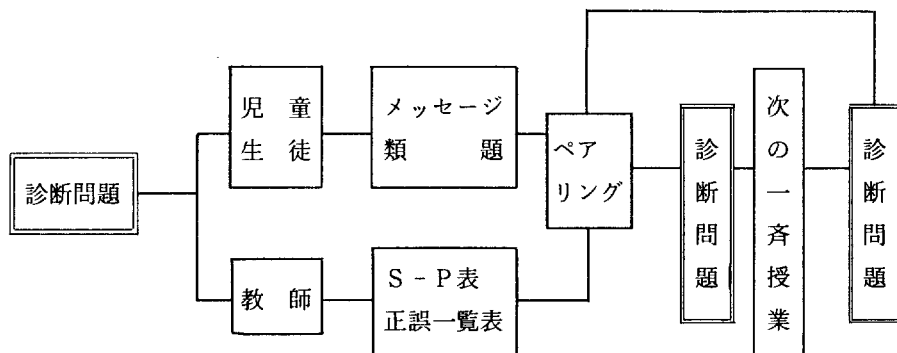 診断問題
児童
生徒
メッセージ
類題
教師
S-P表
正誤一覧表
ペア
リング
診断問題
次の一斉授業
診断問題